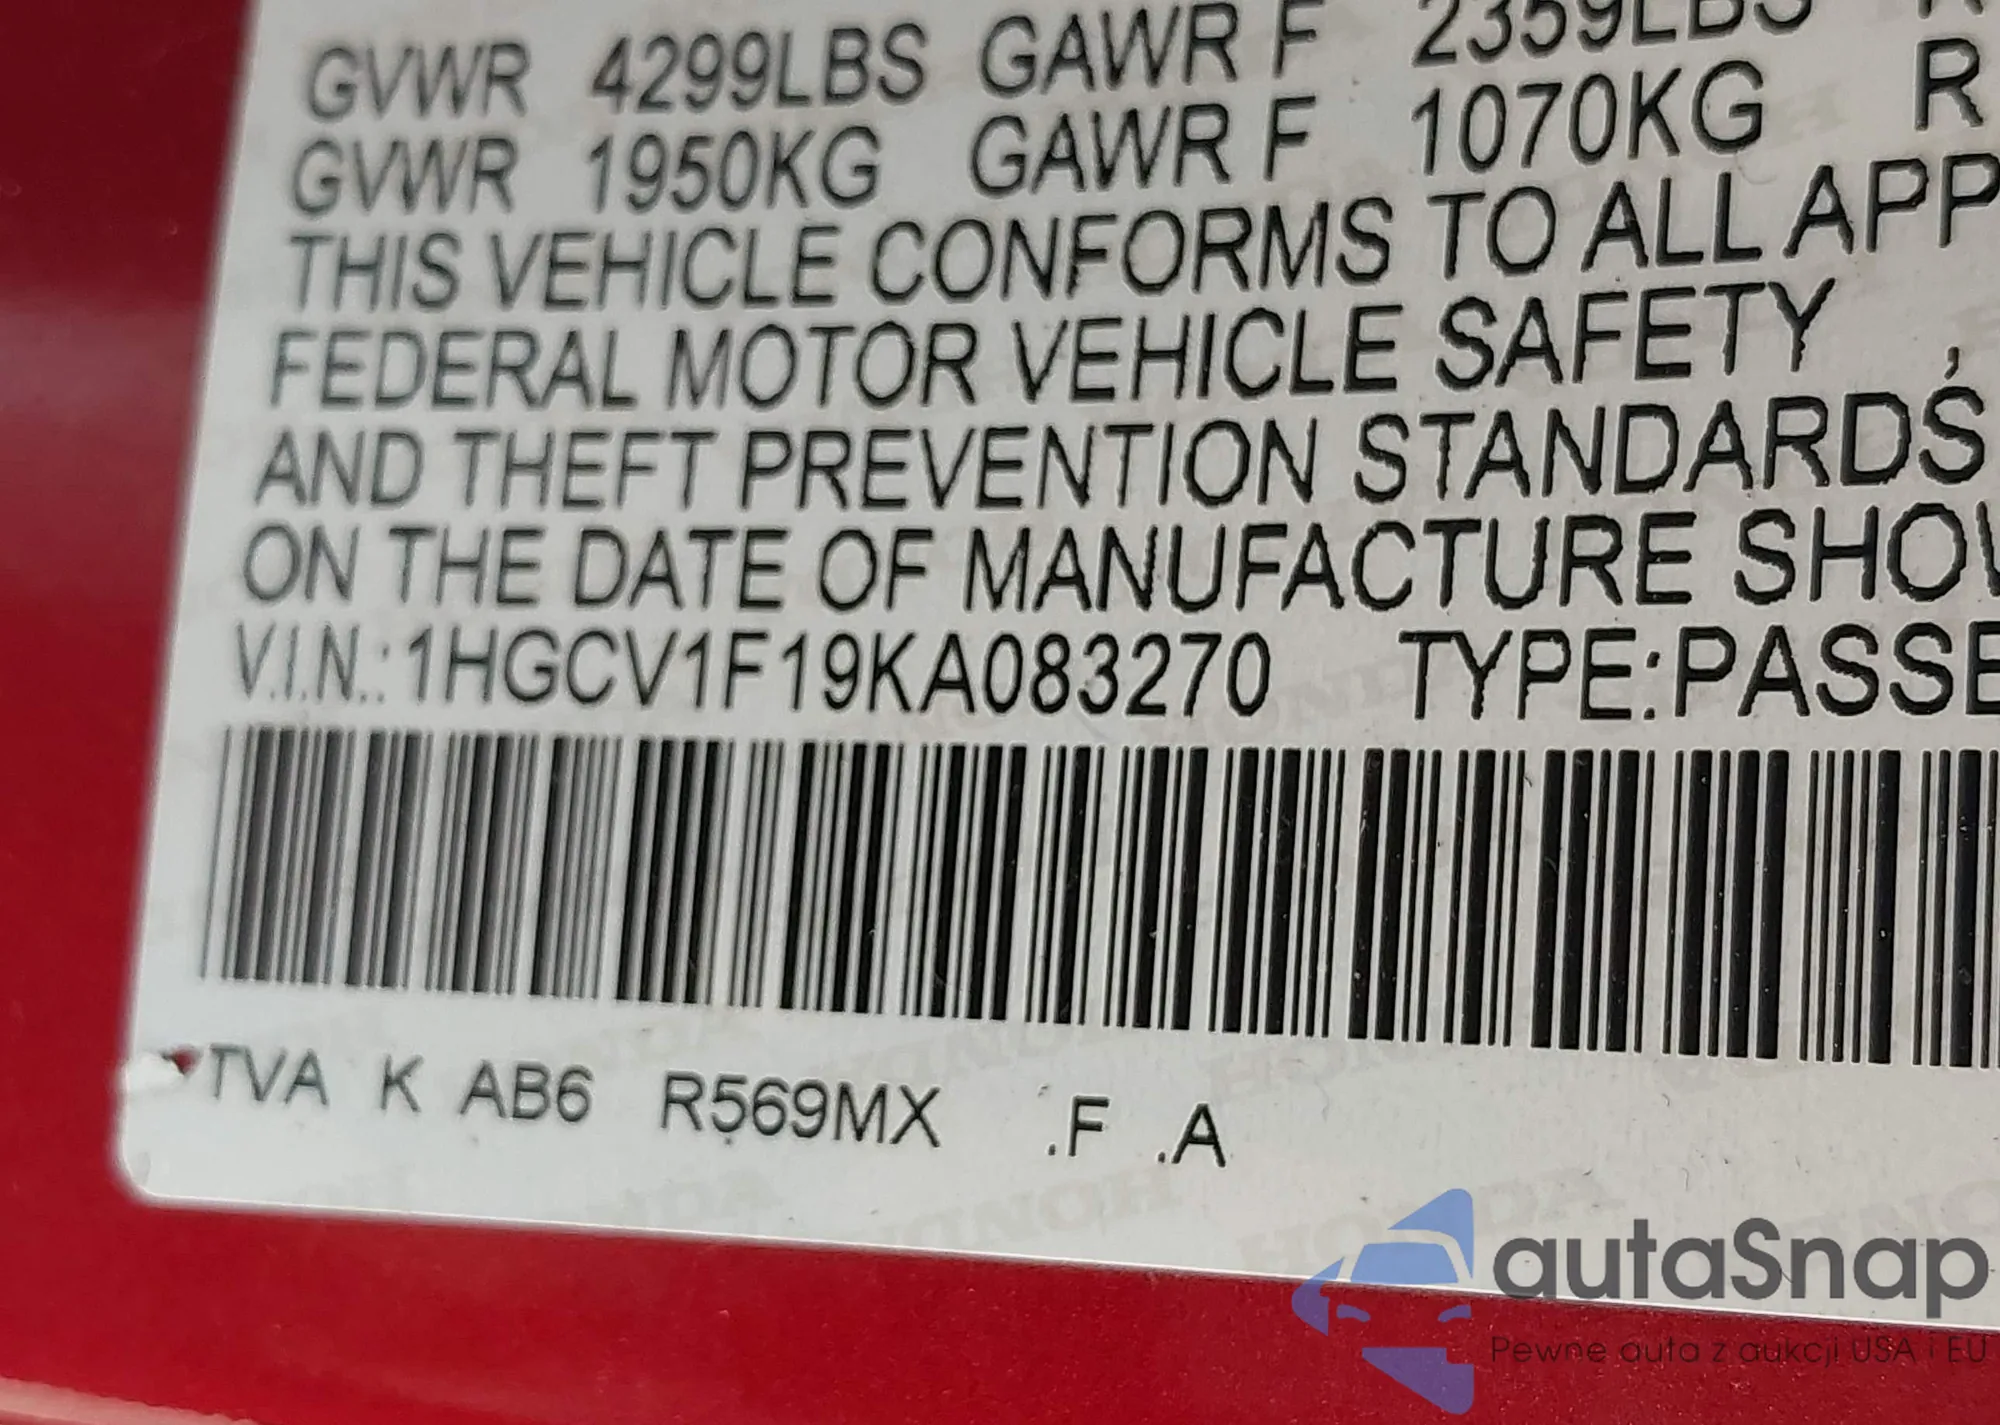 GVWR 4299LBS GAWR F 2359LBS R
GVWR 1950KG GAWR F 1070KG R
THIS VEHICLE CONFORMS TO ALL APP
FEDERAL MOTOR VEHICLE SAFETY ,
AND THEFT PREVENTION STANDARDS
ON THE DATE OF MANUFACTURE SHOW
V.I.N.:1HGCV1F19KA083270 TYPE:PASSE
TVA K AB6 R569MX .F .A
autaSnap
Pewne auta z aukcji USA i EU